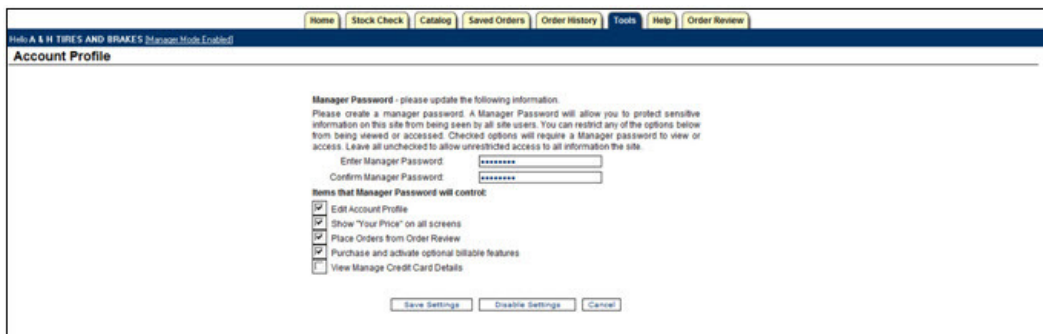 Home Stock Check Catalog Saved Orders Order History Tools Help Order Review
Hello A & H TIRES AND BRAKES [Manager Mode Enabled]
Account Profile
Manager Password - please update the following information.
Please create a manager password. A Manager Password will allow you to protect sensitive
information on this site from being seen by all site users. You can restrict any of the options below
from being viewed or accessed. Checked options will require a Manager password to view or
access. Leave all unchecked to allow unrestricted access to all information the site.
Enter Manager Password:
Confirm Manager Password:
Items that Manager Password will control:
Edit Account Profile
Show "Your Price" on all screens
Place Orders from Order Review
Purchase and activate optional billable features
View Manage Credit Card Details
Save Settings Disable Settings Cancel